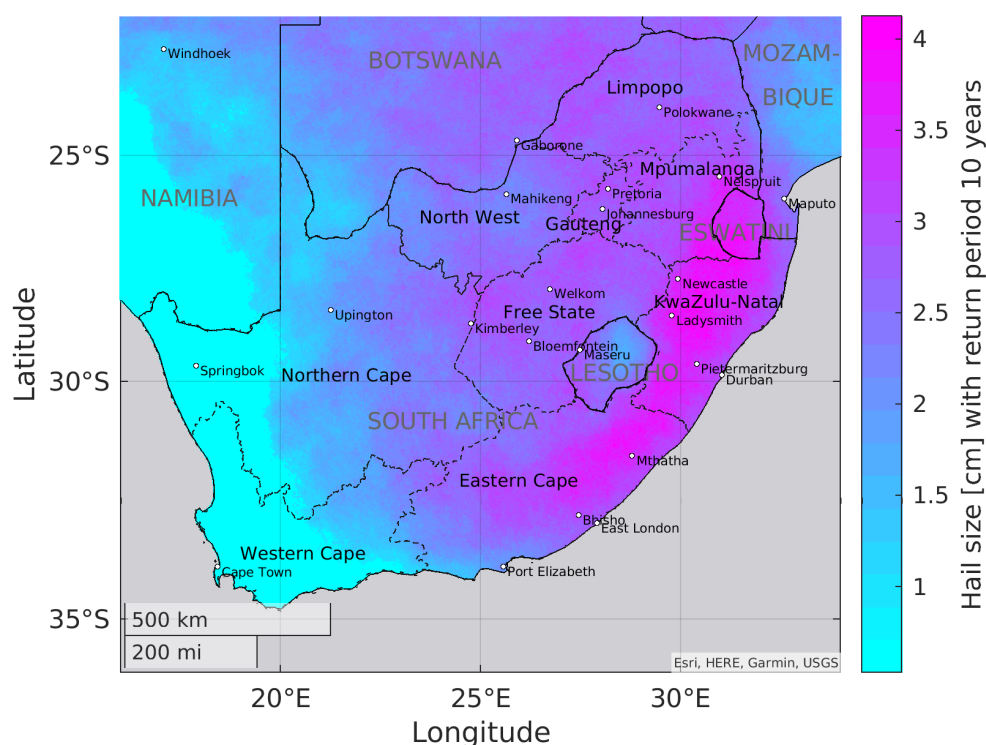 Windhoek
BOTSWANA
MOZAM-
BIQUE
Limpopo
Polokwane
Gaborone
25°S
Mpumalanga
Nelspruit
NAMIBIA
Mahikeng
Pretoria
Maputo
North West
Johannesburg
Gauteng
ESWATINI
Newcastle
Welkom
KwaZulu-Natal
Upington
Free State
Ladysmith
Kimberley
Bloemfontein
Maseru
Springbok
Northern Cape
LESOTHO
Pietermaritzburg
Durban
30°S
SOUTH AFRICA
Mthatha
Eastern Cape
Bhisho
East London
Western Cape
Cape Town
Port Elizabeth
35°S
500 km
200 mi
Esri, HERE, Garmin, USGS
20°E
25°E
30°E
Longitude
Latitude
4
3.5
3
2.5
2
1.5
1
Hail size [cm] with return period 10 years